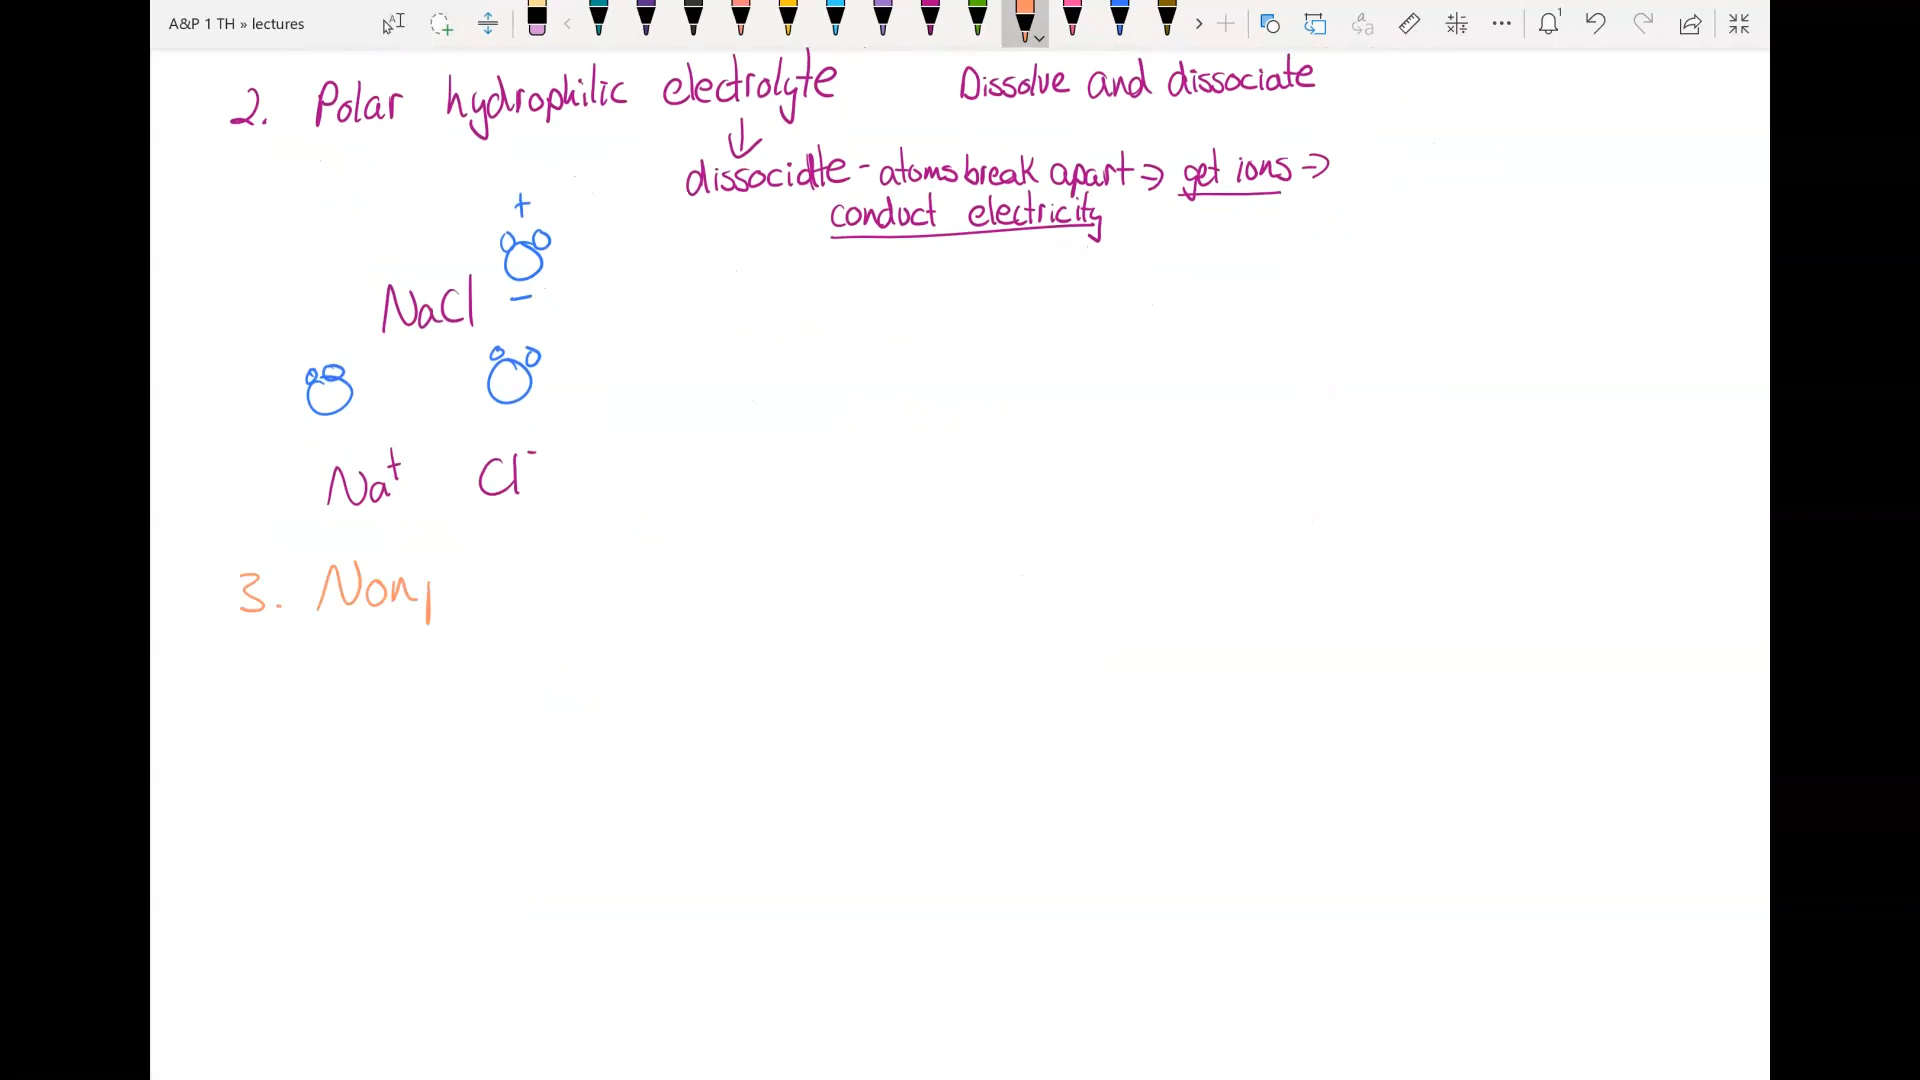 A&P 1 TH » lectures
2. Polar hydrophilic electrolyte Dissolve and dissociate
↓
dissociate - atoms break apart → get ions →
conduct electricity
+
NaCl
−
Na⁺ Cl⁻
3. Nonp